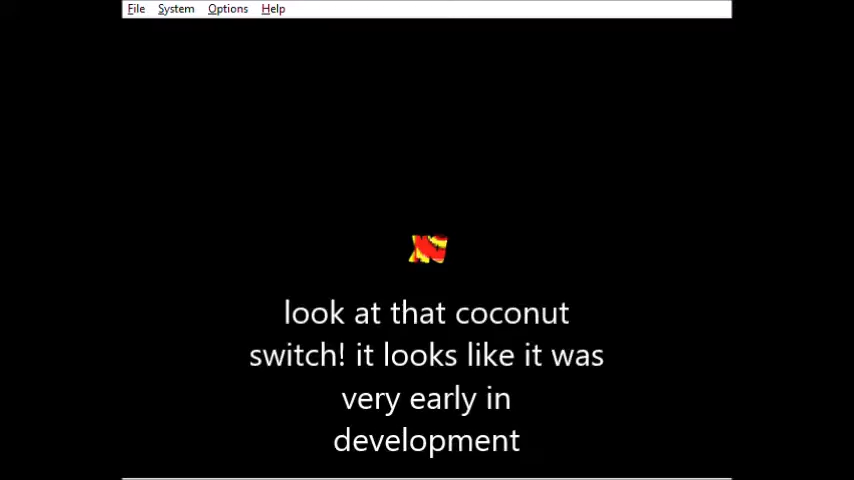 File System Options Help
look at that coconut
switch! it looks like it was
very early in
development